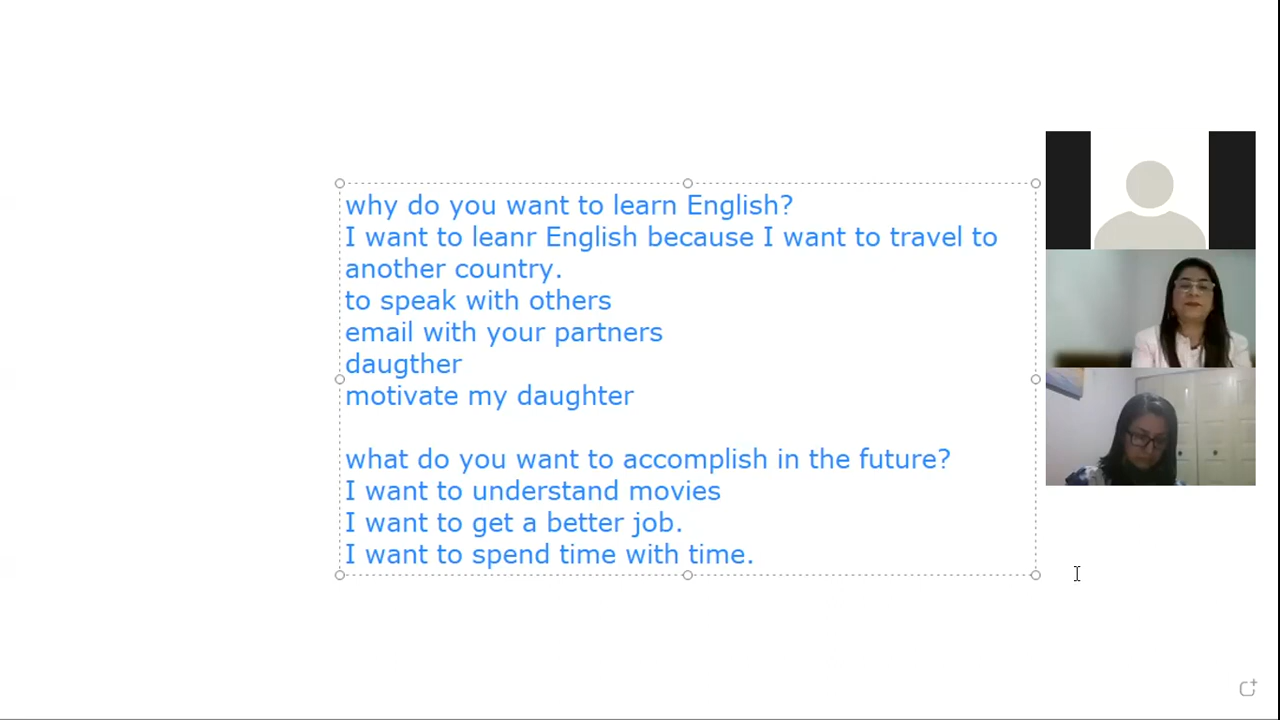 why do you want to learn English?
I want to leanr English because I want to travel to
another country.
to speak with others
email with your partners
daugther
motivate my daughter
what do you want to accomplish in the future?
I want to understand movies
I want to get a better job.
I want to spend time with time.